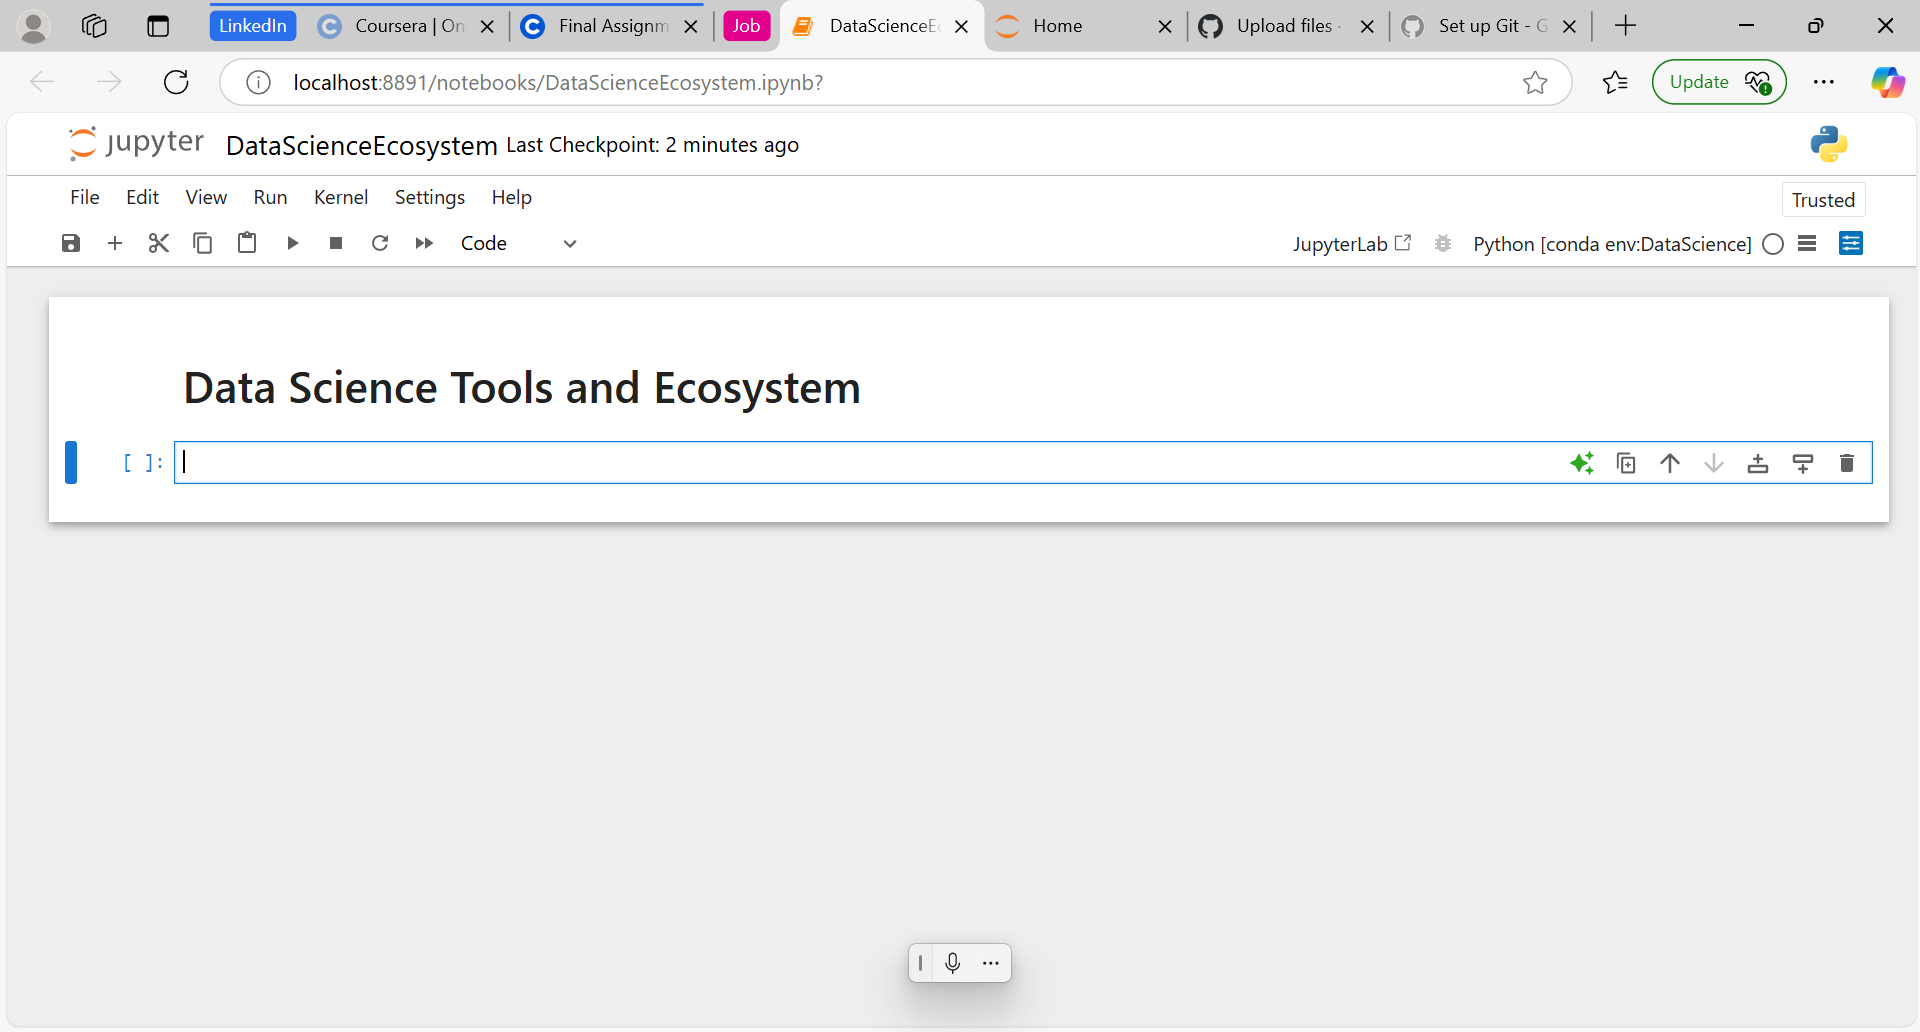 LinkedIn Coursera | On Final Assignm Job DataScienceE Home Upload files · Set up Git - G
localhost:8891/notebooks/DataScienceEcosystem.ipynb? Update
jupyter DataScienceEcosystem Last Checkpoint: 2 minutes ago
File Edit View Run Kernel Settings Help Trusted
Code JupyterLab Python [conda env:DataScience]
Data Science Tools and Ecosystem
[ ]: